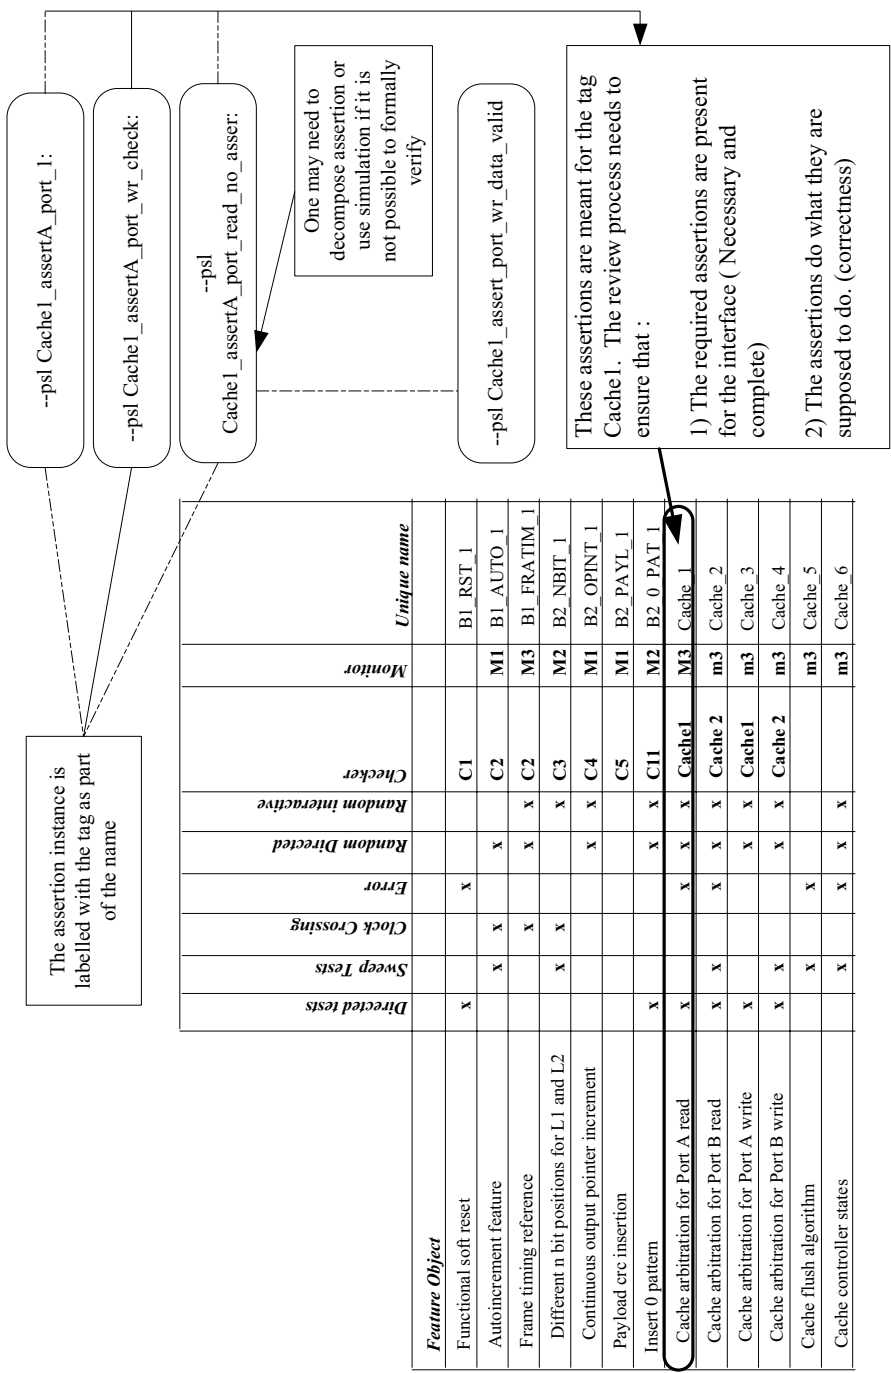 The assertion instance is
labelled with the tag as part
of the name
--psl Cache1_assertA_port_1:
--psl Cache1_assertA_port_wr_check:
--psl
Cache1_assertA_port_read_no_asser:
One may need to
decompose assertion or
use simulation if it is
not possible to formally
verify
--psl Cache1_assert_port_wr_data_valid
These assertions are meant for the tag
Cache1. The review process needs to
ensure that :
1) The required assertions are present
for the interface ( Necessary and
complete)
2) The assertions do what they are
supposed to do. (correctness)
Feature Object Directed tests Sweep Tests Clock Crossing Error Random Directed Random interactive Checker Monitor Unique name
Functional soft reset x x C1 B1_RST_1
Autoincrement feature x x x C2 M1 B1_AUTO_1
Frame timing reference x x x C2 M3 B1_FRATIM_1
Different n bit positions for L1 and L2 x x x C3 M2 B2_NBIT_1
Continuous output pointer increment x x C4 M1 B2_OPINT_1
Payload crc insertion C5 M1 B2_PAYL_1
Insert 0 pattern x x x C11 M2 B2_0_PAT_1
Cache arbitration for Port A read x x x x Cache1 M3 Cache_1
Cache arbitration for Port B read x x x x x Cache 2 m3 Cache_2
Cache arbitration for Port A write x x x Cache1 m3 Cache_3
Cache arbitration for Port B write x x x x Cache 2 m3 Cache_4
Cache flush algorithm x x m3 Cache_5
Cache controller states x x x x m3 Cache_6